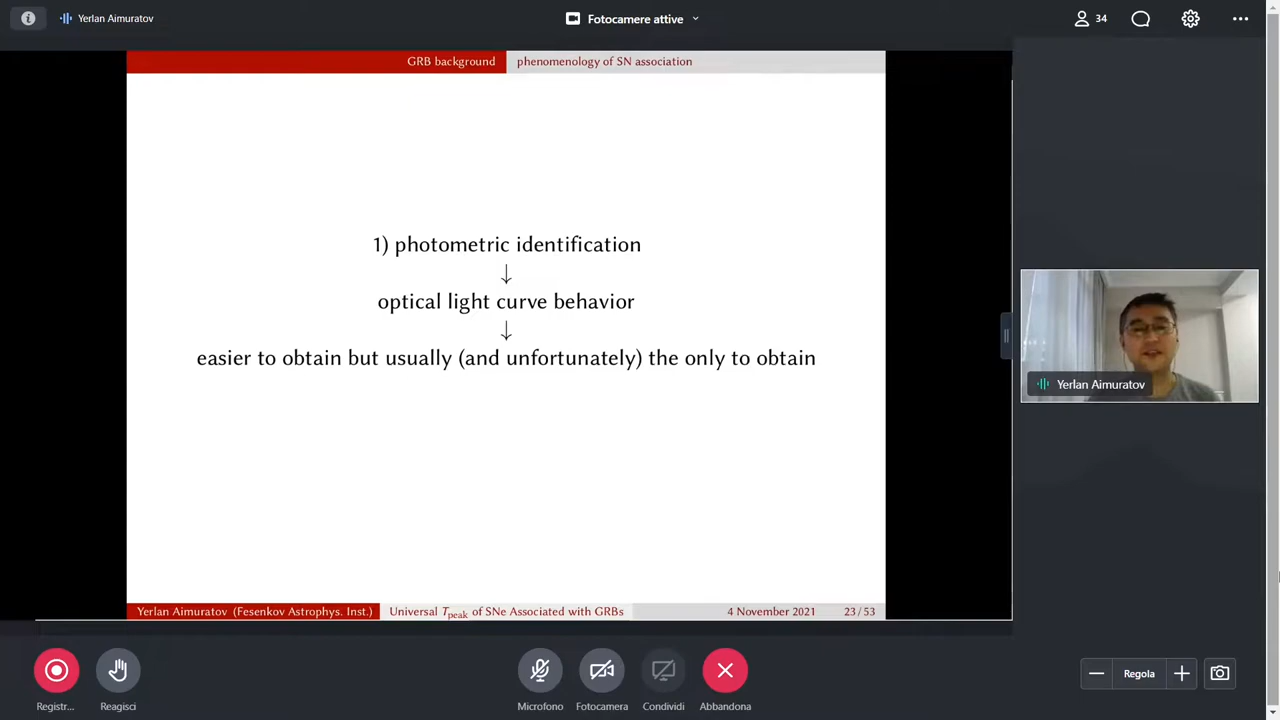 Yerlan Aimuratov
Fotocamere attive
34
GRB background
phenomenology of SN association
1) photometric identification
↓
optical light curve behavior
↓
easier to obtain but usually (and unfortunately) the only to obtain
Yerlan Aimuratov
Yerlan Aimuratov (Fesenkov Astrophys. Inst.)
Universal Tpeak of SNe Associated with GRBs
4 November 2021
23 / 53
Registr...
Reagisci
Microfono
Fotocamera
Condividi
Abbandona
Regola